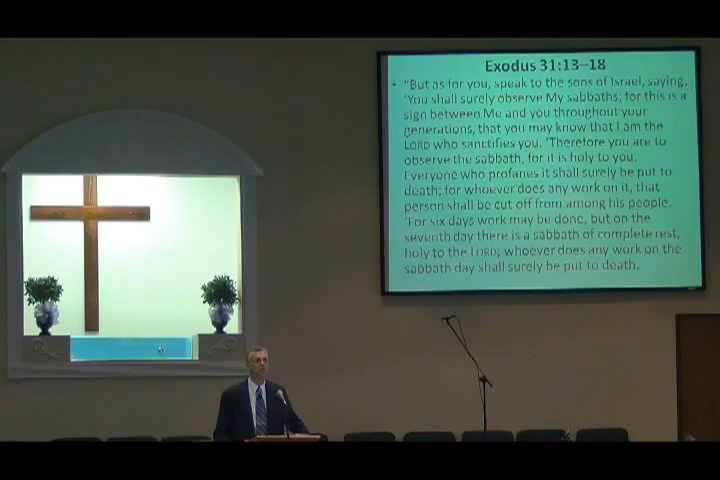 Exodus 31:13–18
• "But as for you, speak to the sons of Israel, saying,
'You shall surely observe My sabbaths; for this is a
sign between Me and you throughout your
generations, that you may know that I am the
LORD who sanctifies you. 'Therefore you are to
observe the sabbath, for it is holy to you.
Everyone who profanes it shall surely be put to
death; for whoever does any work on it, that
person shall be cut off from among his people.
'For six days work may be done, but on the
seventh day there is a sabbath of complete rest,
holy to the LORD; whoever does any work on the
sabbath day shall surely be put to death.